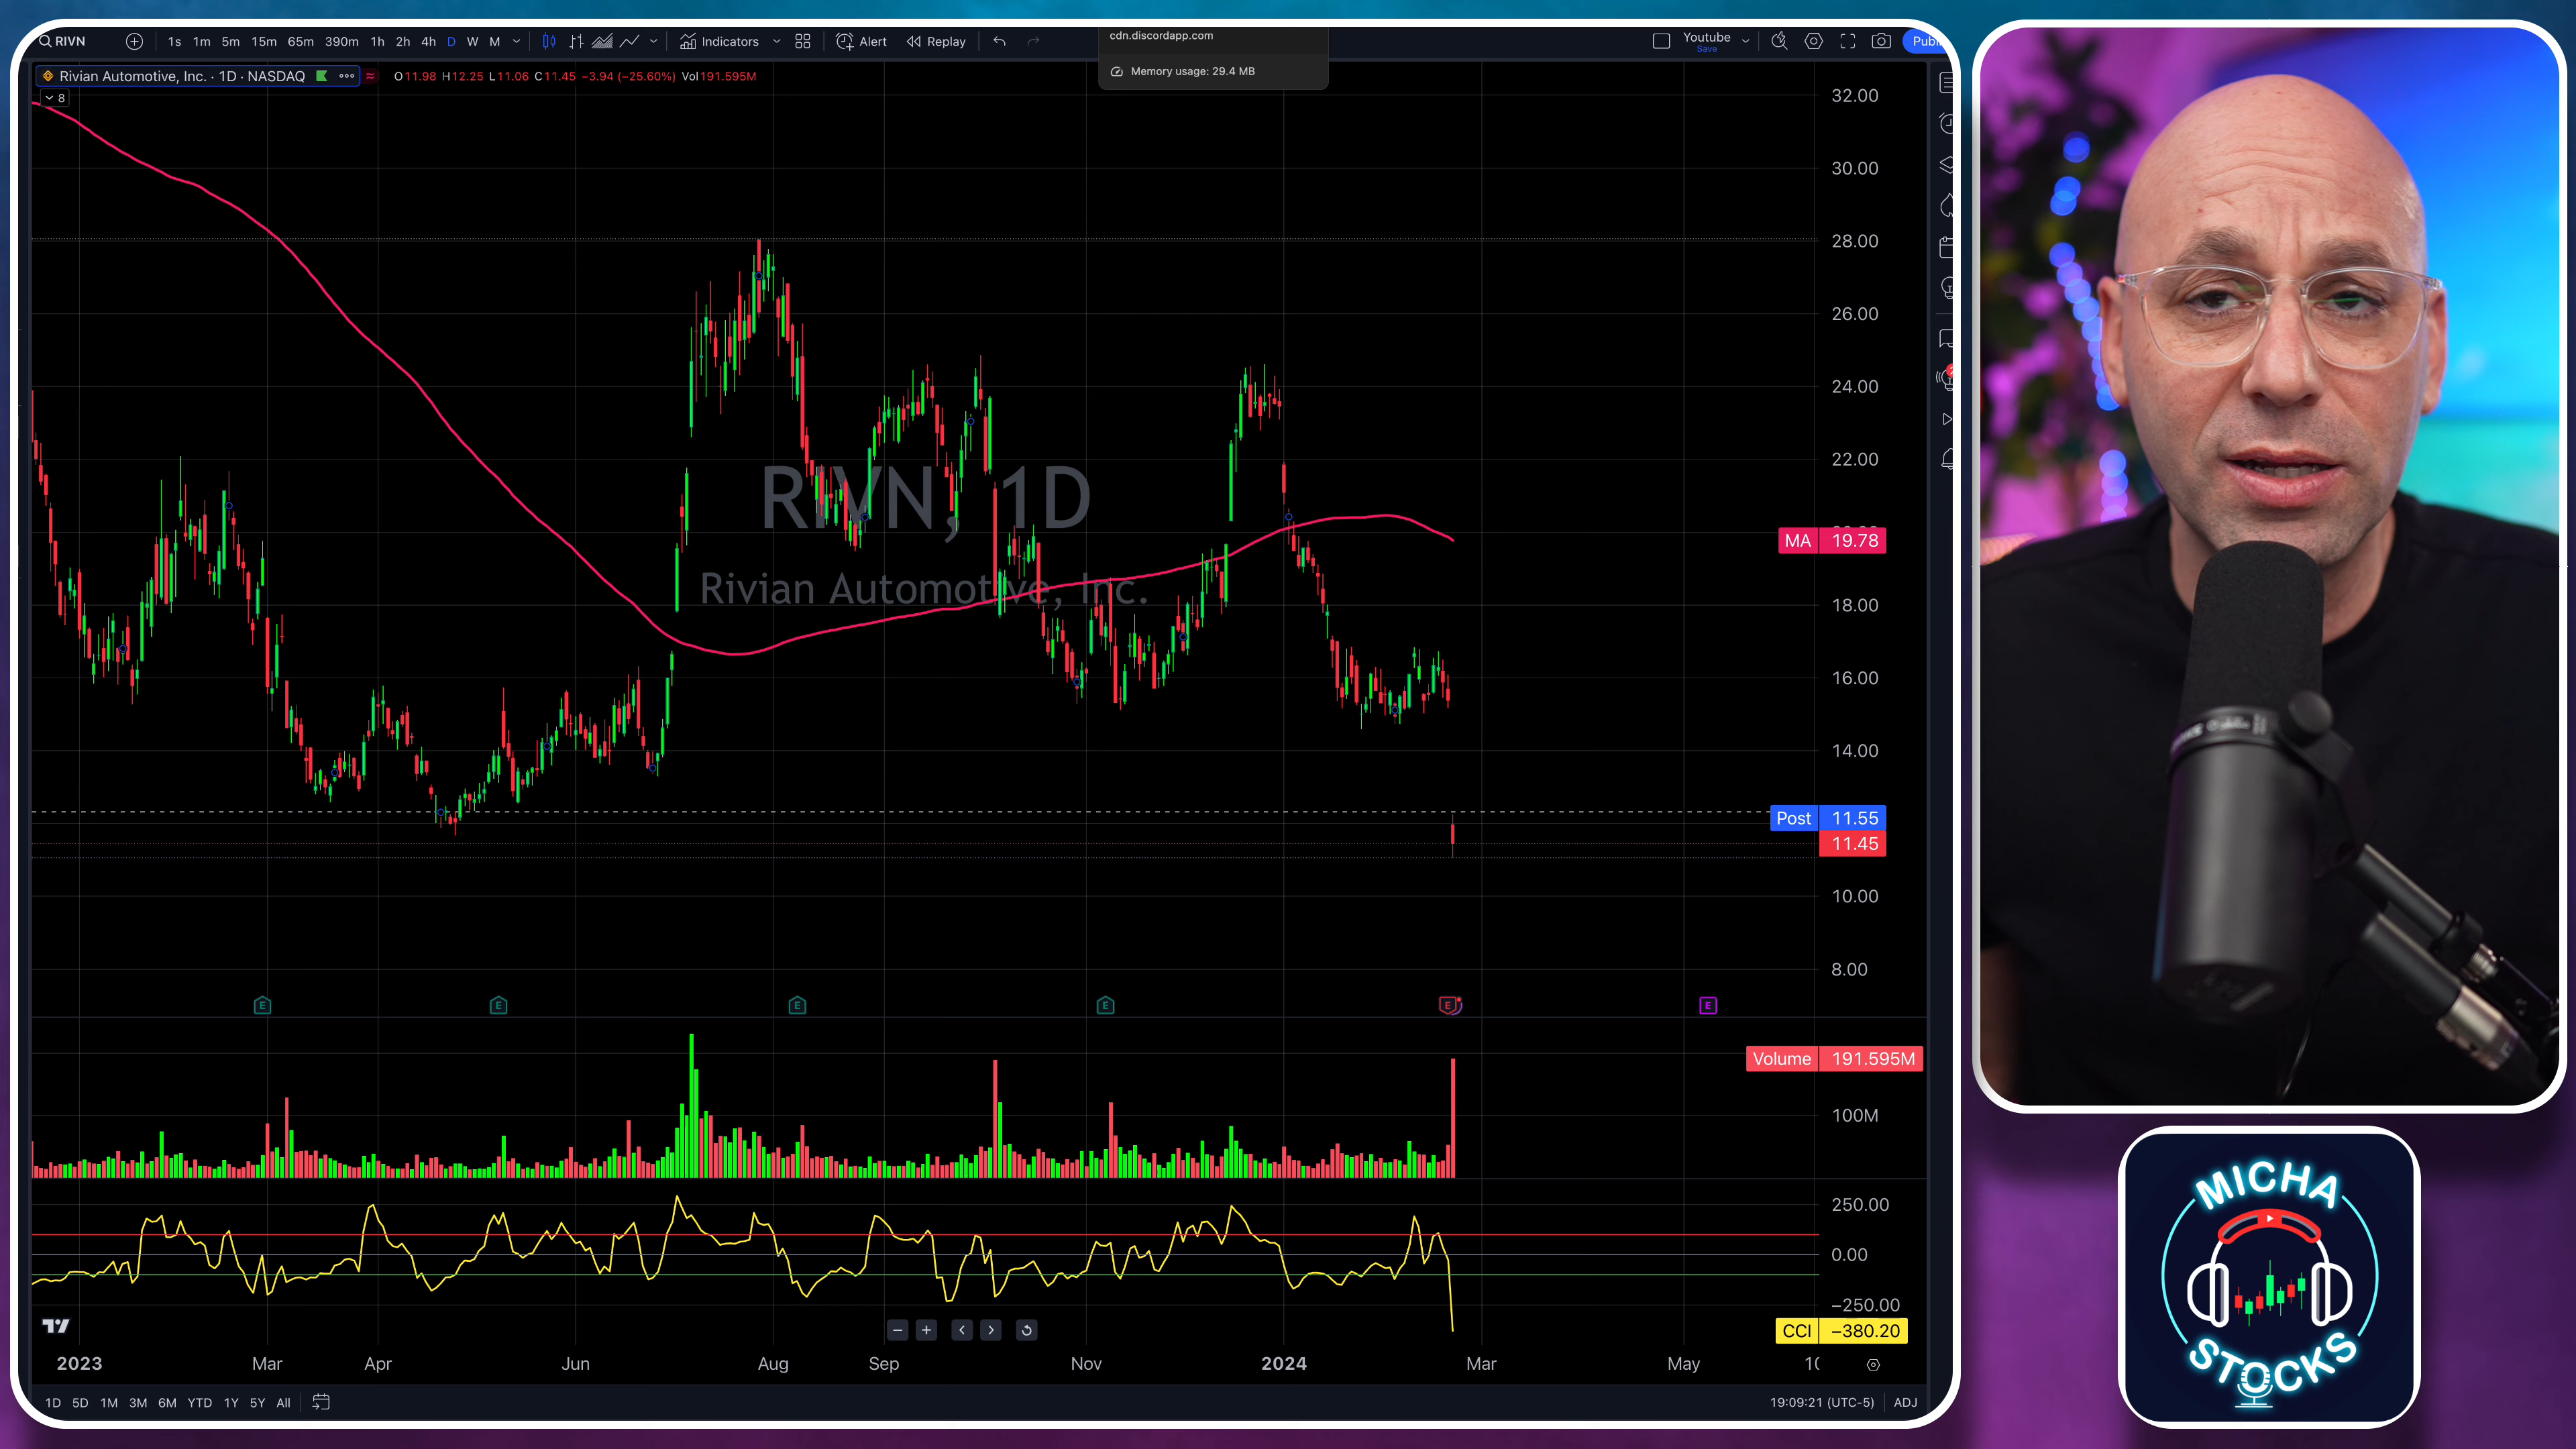 RIVN
1s 1m 5m 15m 65m 390m 1h 2h 4h D W M
Indicators
Alert
Replay
cdn.discordapp.com
Memory usage: 29.4 MB
Youtube
Save
Rivian Automotive, Inc. · 1D · NASDAQ
O11.98 H12.25 L11.06 C11.45 −3.94 (−25.60%) Vol191.595M
8
32.00
30.00
28.00
26.00
24.00
22.00
RIVN, 1D
Rivian Automotive, Inc.
MA 19.78
18.00
16.00
14.00
Post 11.55
11.45
10.00
8.00
E E E E E E
Volume 191.595M
100M
250.00
0.00
−250.00
CCI −380.20
2023 Mar Apr Jun Aug Sep Nov 2024 Mar May
1D 5D 1M 3M 6M YTD 1Y 5Y All
19:09:21 (UTC-5) ADJ
MICHA
STOCKS